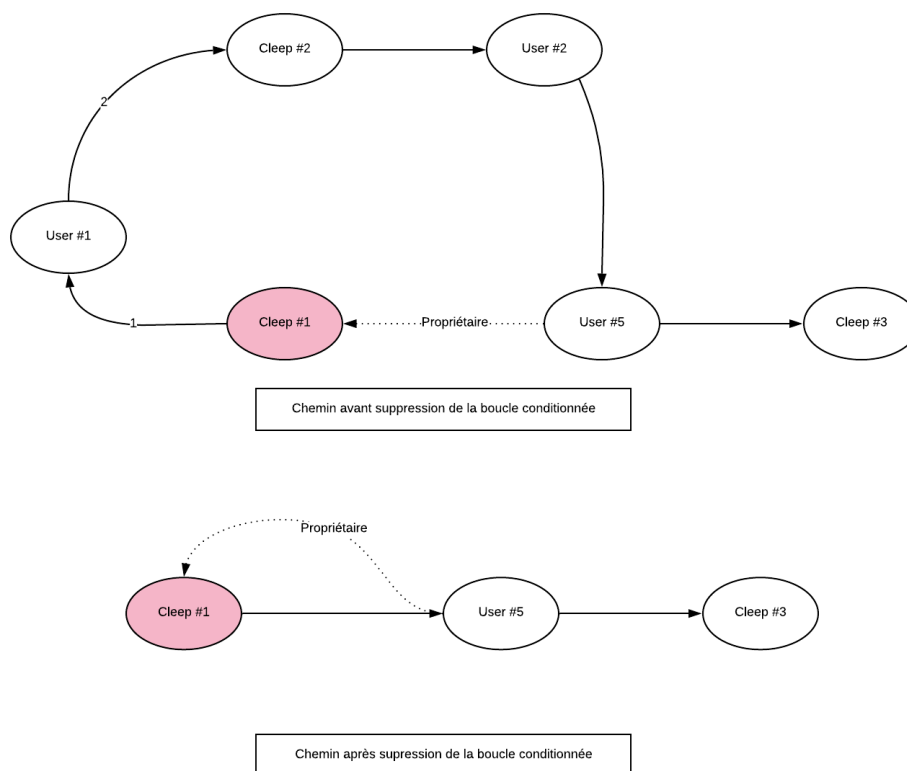 Cleep #2
User #2
2
User #1
1
Cleep #1
Propriétaire
User #5
Cleep #3
Chemin avant suppression de la boucle conditionnée
Propriétaire
Cleep #1
User #5
Cleep #3
Chemin après supression de la boucle conditionnée